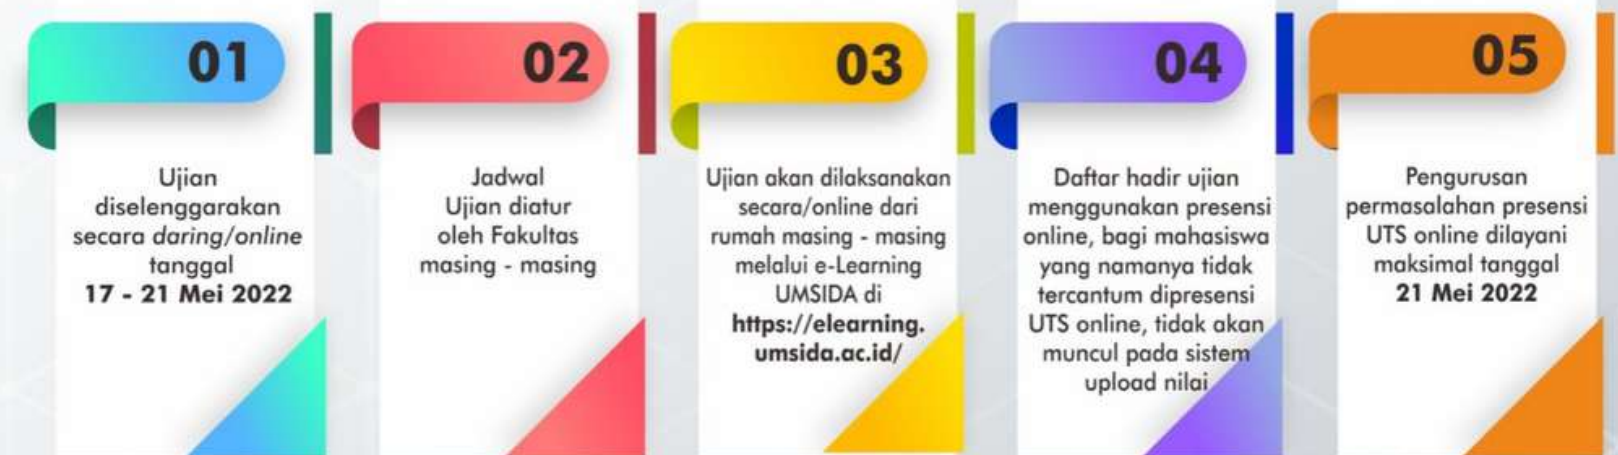 01
Ujian
diselenggarakan
secara daring/online
tanggal
17 - 21 Mei 2022
02
Jadwal
Ujian diatur
oleh Fakultas
masing - masing
03
Ujian akan dilaksanakan
secara/online dari
rumah masing - masing
melalui e-Learning
UMSIDA di
https://elearning.
umsida.ac.id/
04
Daftar hadir ujian
menggunakan presensi
online, bagi mahasiswa
yang namanya tidak
tercantum dipresensi
UTS online, tidak akan
muncul pada sistem
upload nilai
05
Pengurusan
permasalahan presensi
UTS online dilayani
maksimal tanggal
21 Mei 2022